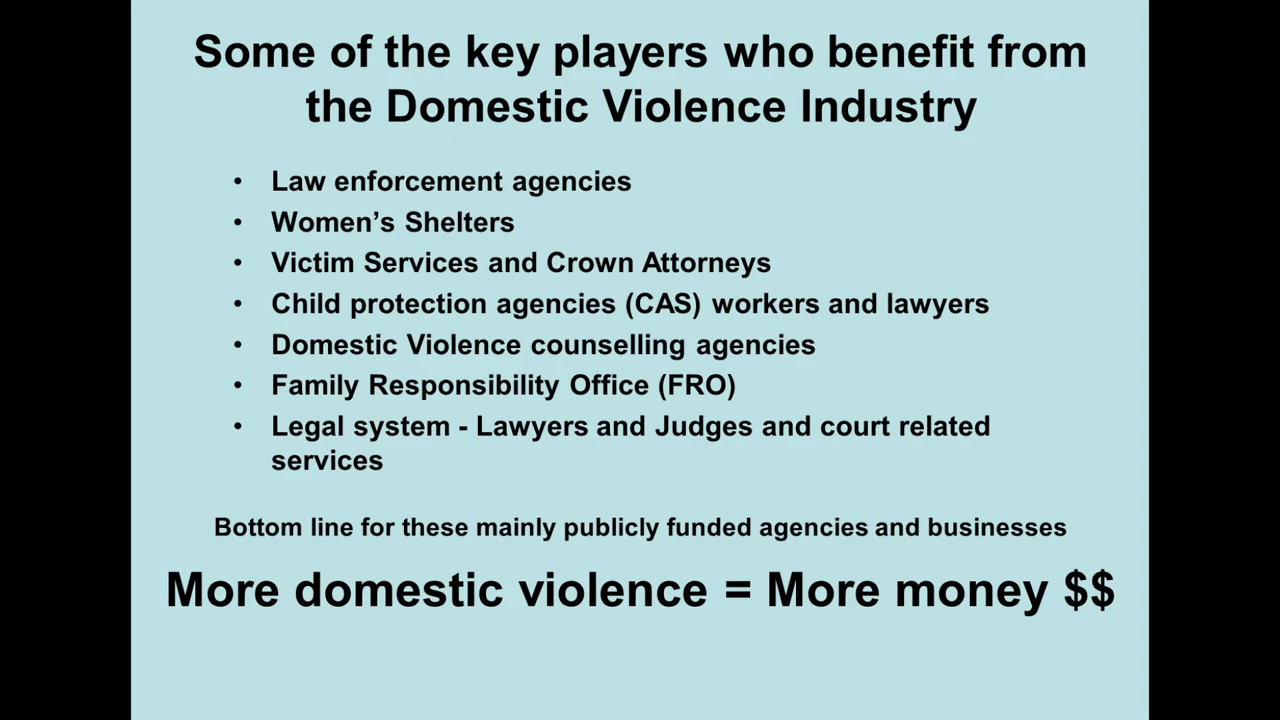 Some of the key players who benefit from
the Domestic Violence Industry
• Law enforcement agencies
• Women’s Shelters
• Victim Services and Crown Attorneys
• Child protection agencies (CAS) workers and lawyers
• Domestic Violence counselling agencies
• Family Responsibility Office (FRO)
• Legal system - Lawyers and Judges and court related
services
Bottom line for these mainly publicly funded agencies and businesses
More domestic violence = More money $$